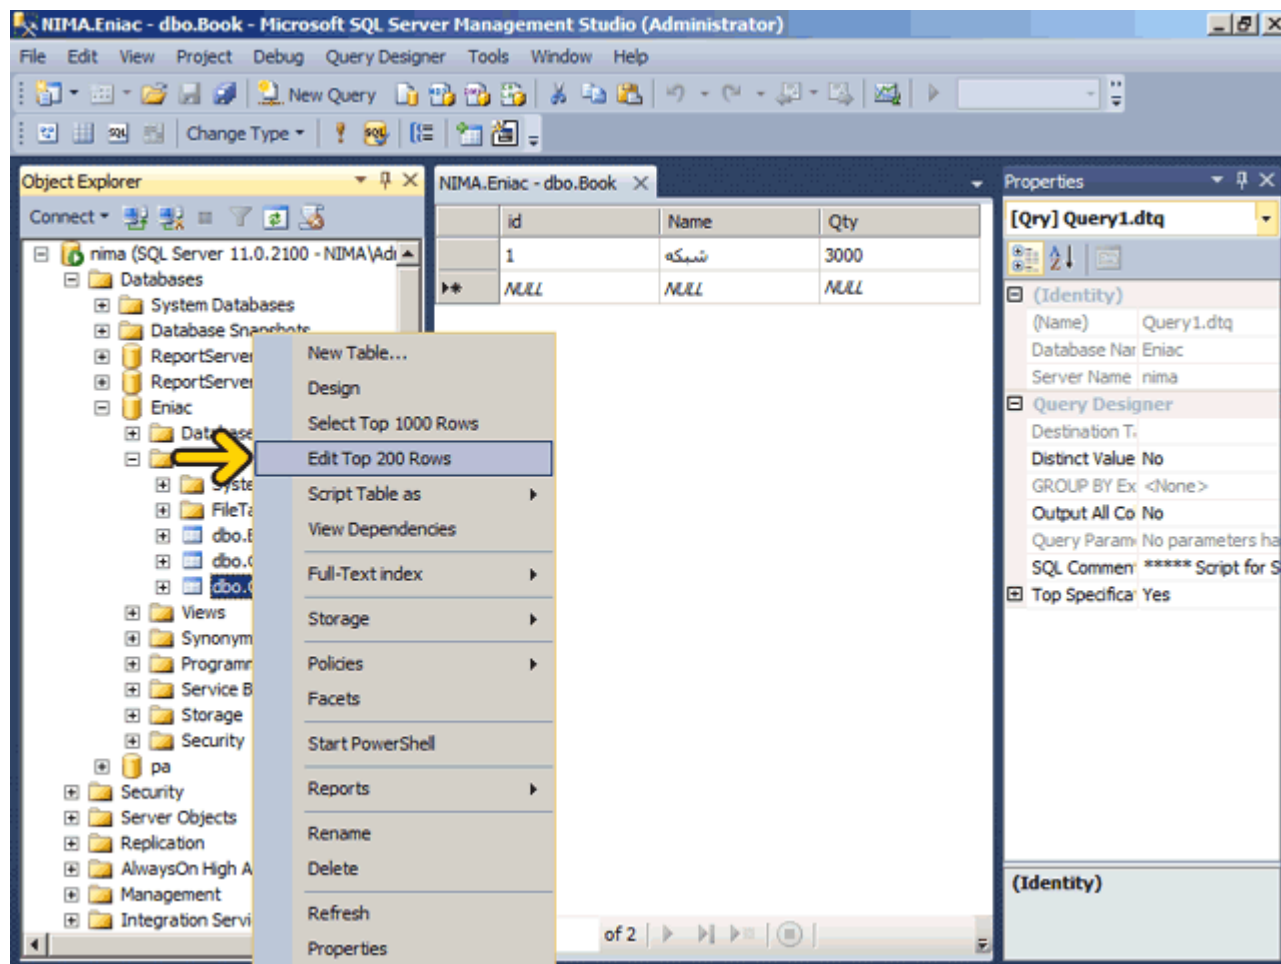 NIMA.Eniac - dbo.Book - Microsoft SQL Server Management Studio (Administrator)
File Edit View Project Debug Query Designer Tools Window Help
New Query
Change Type
Object Explorer
Connect
nima (SQL Server 11.0.2100 - NIMA\Adi
Databases
System Databases
Database Snapshots
ReportServer
ReportServer
Eniac
Database
Syste
FileTa
dbo.
dbo.
dbo.
Views
Synonym
Programm
Service B
Storage
Security
pa
Security
Server Objects
Replication
AlwaysOn High A
Management
Integration Servi
New Table...
Design
Select Top 1000 Rows
Edit Top 200 Rows
Script Table as
View Dependencies
Full-Text index
Storage
Policies
Facets
Start PowerShell
Reports
Rename
Delete
Refresh
Properties
NIMA.Eniac - dbo.Book
id Name Qty
1 شبکه 3000
NULL NULL NULL
of 2
Properties
[Qry] Query1.dtq
(Identity)
(Name) Query1.dtq
Database Nar Eniac
Server Name nima
Query Designer
Destination T
Distinct Value No
GROUP BY Ex <None>
Output All Co No
Query Param No parameters ha
SQL Commen ***** Script for S
Top Specifica Yes
(Identity)